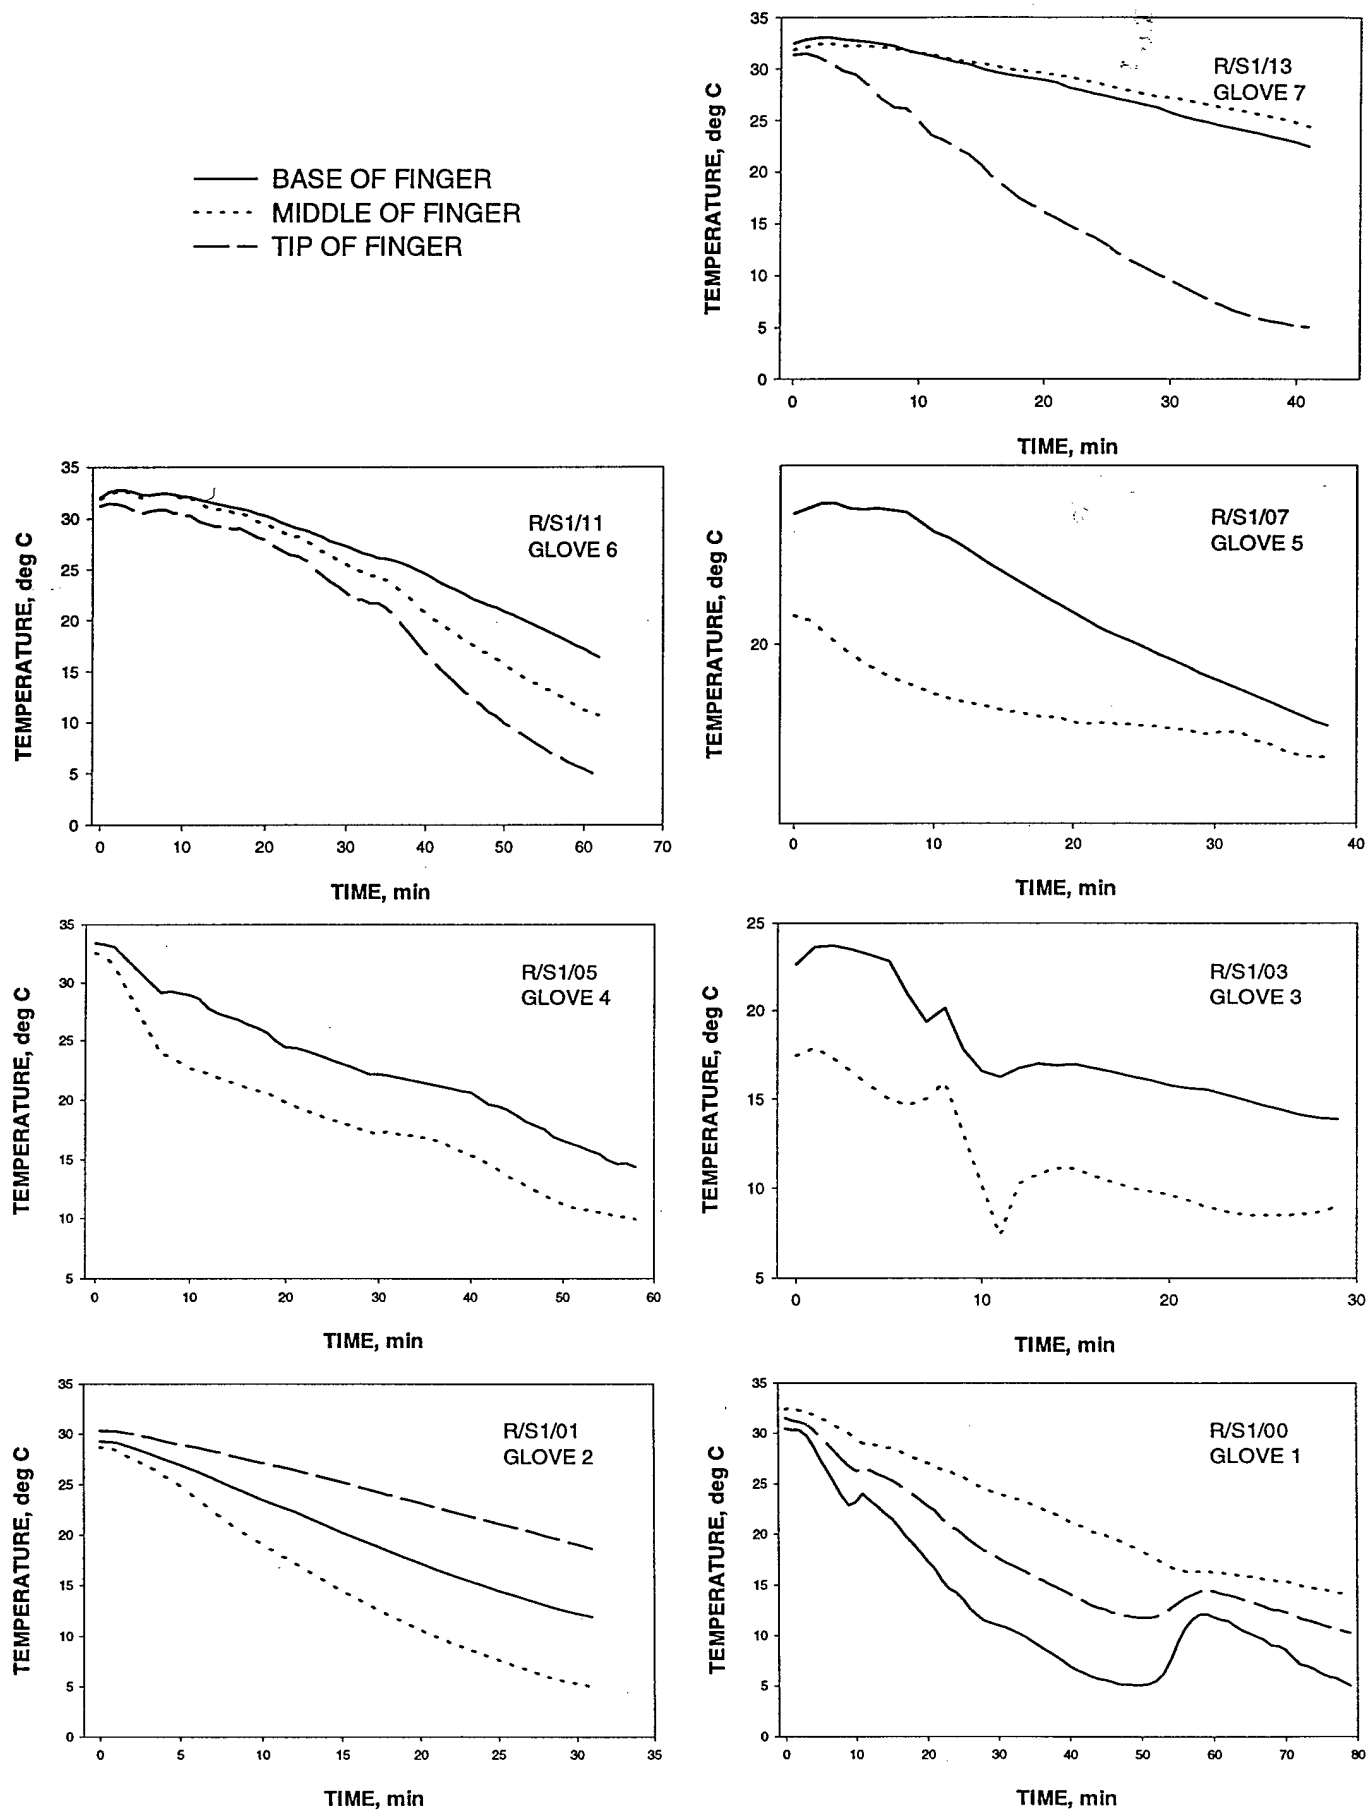 BASE OF FINGER
MIDDLE OF FINGER
TIP OF FINGER
TEMPERATURE, deg C
35
30
25
20
15
10
5
0
R/S1/13
GLOVE 7
0 10 20 30 40
TIME, min
TEMPERATURE, deg C
35
30
25
20
15
10
5
0
R/S1/11
GLOVE 6
0 10 20 30 40 50 60 70
TIME, min
TEMPERATURE, deg C
20
R/S1/07
GLOVE 5
0 10 20 30 40
TIME, min
TEMPERATURE, deg C
35
30
25
20
15
10
5
R/S1/05
GLOVE 4
0 10 20 30 40 50 60
TIME, min
TEMPERATURE, deg C
25
20
15
10
5
R/S1/03
GLOVE 3
0 10 20 30
TIME, min
TEMPERATURE, deg C
35
30
25
20
15
10
5
0
R/S1/01
GLOVE 2
0 5 10 15 20 25 30 35
TIME, min
TEMPERATURE, deg C
35
30
25
20
15
10
5
0
R/S1/00
GLOVE 1
0 10 20 30 40 50 60 70 80
TIME, min